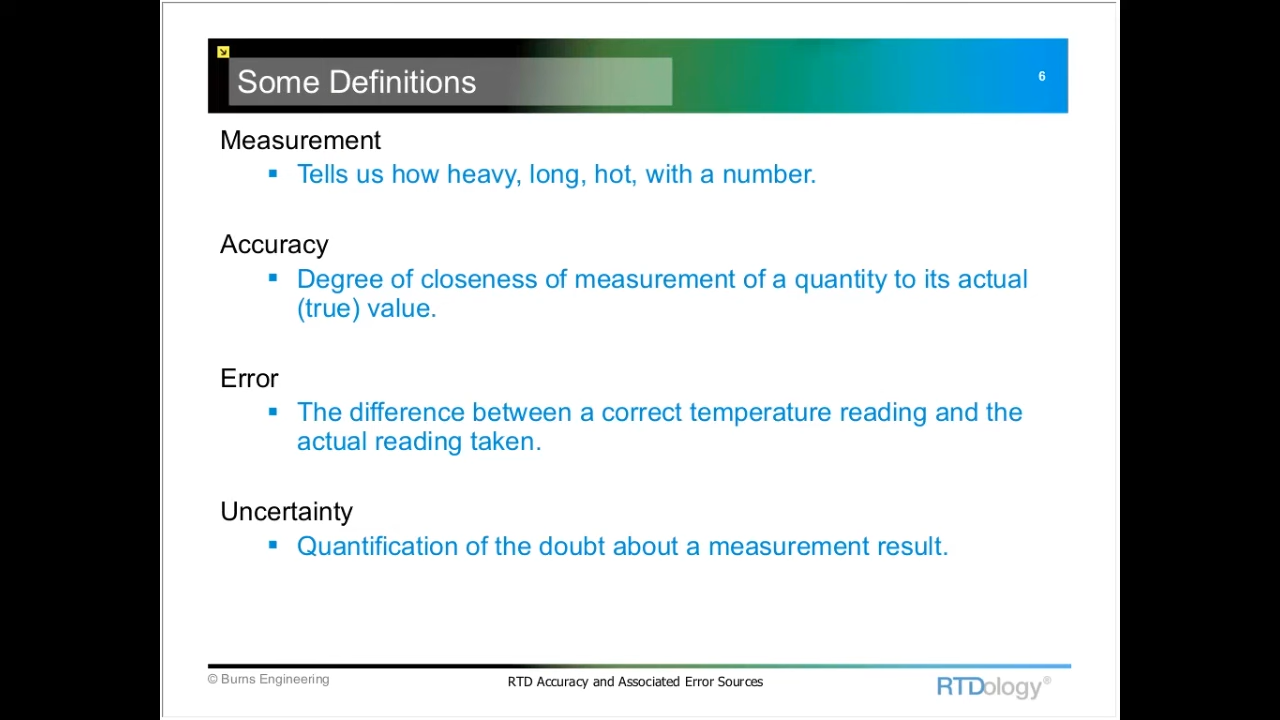 Some Definitions
6
Measurement
▪ Tells us how heavy, long, hot, with a number.
Accuracy
▪ Degree of closeness of measurement of a quantity to its actual
(true) value.
Error
▪ The difference between a correct temperature reading and the
actual reading taken.
Uncertainty
▪ Quantification of the doubt about a measurement result.
© Burns Engineering
RTD Accuracy and Associated Error Sources
RTDology®